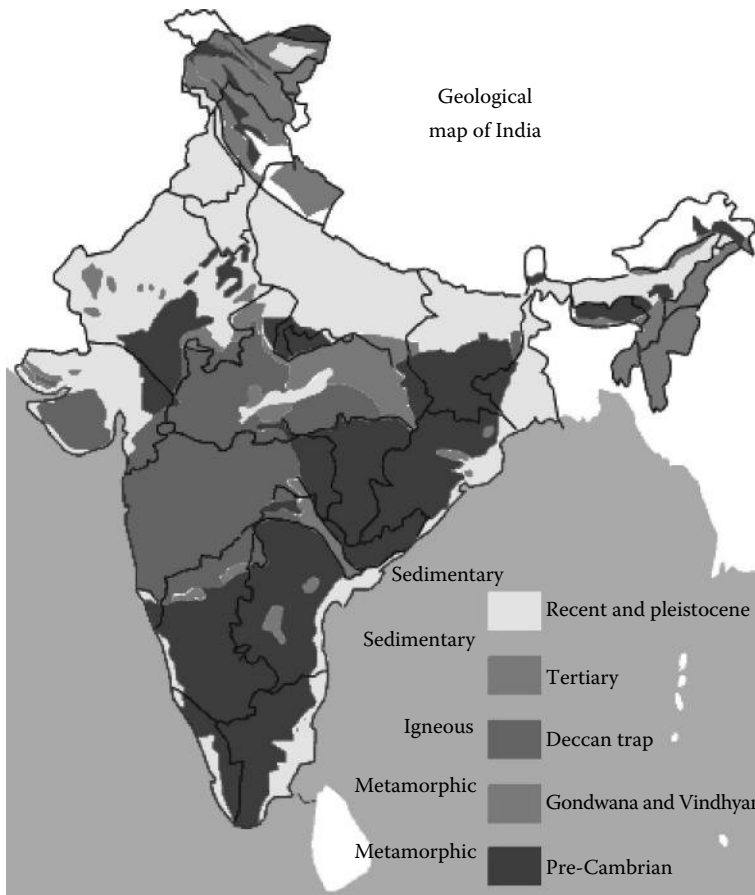 Geological
map of India
Sedimentary
Recent and pleistocene
Sedimentary
Tertiary
Igneous
Deccan trap
Metamorphic
Gondwana and Vindhyan
Metamorphic
Pre-Cambrian